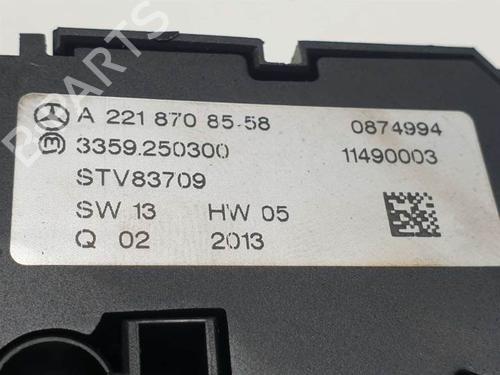 A 221 870 85-58 0874994
3359.250300 11490003
STV83709
SW 13 HW 05
Q 02 2013
B PARTS